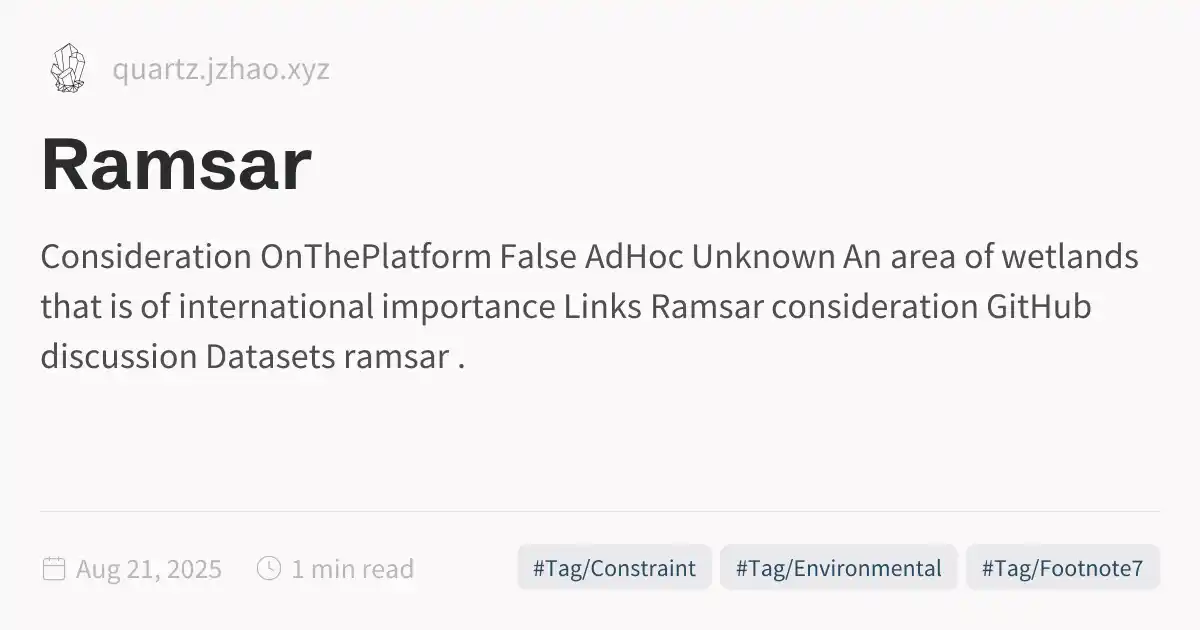 quartz.jzhao.xyz
Ramsar
Consideration OnThePlatform False AdHoc Unknown An area of wetlands
that is of international importance Links Ramsar consideration GitHub
discussion Datasets ramsar .
Aug 21, 2025 1 min read #Tag/Constraint #Tag/Environmental #Tag/Footnote7